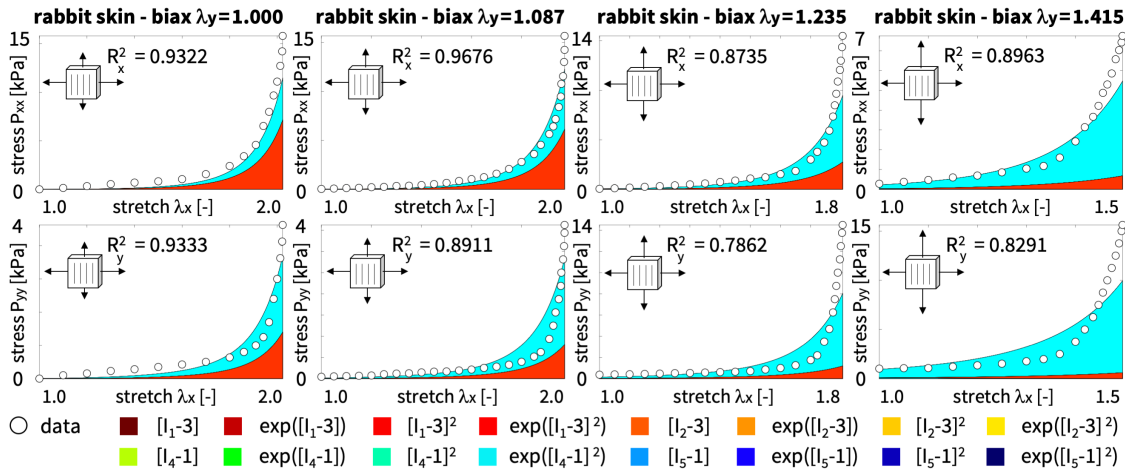 rabbit skin - biax λy=1.000 rabbit skin - biax λy=1.087 rabbit skin - biax λy=1.235 rabbit skin - biax λy=1.415
15 15 14 7
R²x = 0.9322 R²x = 0.9676 R²x = 0.8735 R²x = 0.8963
stress Pxx [kPa] stress Pxx [kPa] stress Pxx [kPa] stress Pxx [kPa]
0 0 0 0
1.0 stretch λx [-] 2.0 1.0 stretch λx [-] 2.0 1.0 stretch λx [-] 1.8 1.0 stretch λx [-] 1.5
4 4 14 15
R²y = 0.9333 R²y = 0.8911 R²y = 0.7862 R²y = 0.8291
stress Pyy [kPa] stress Pyy [kPa] stress Pyy [kPa] stress Pyy [kPa]
0 0 0 0
1.0 stretch λx [-] 2.0 1.0 stretch λx [-] 2.0 1.0 stretch λx [-] 1.8 1.0 stretch λx [-] 1.5
data [I₁-3] exp([I₁-3]) [I₁-3]² exp([I₁-3]²) [I₂-3] exp([I₂-3]) [I₂-3]² exp([I₂-3]²)
[I₄-1] exp([I₄-1]) [I₄-1]² exp([I₄-1]²) [I₅-1] exp([I₅-1]) [I₅-1]² exp([I₅-1]²)